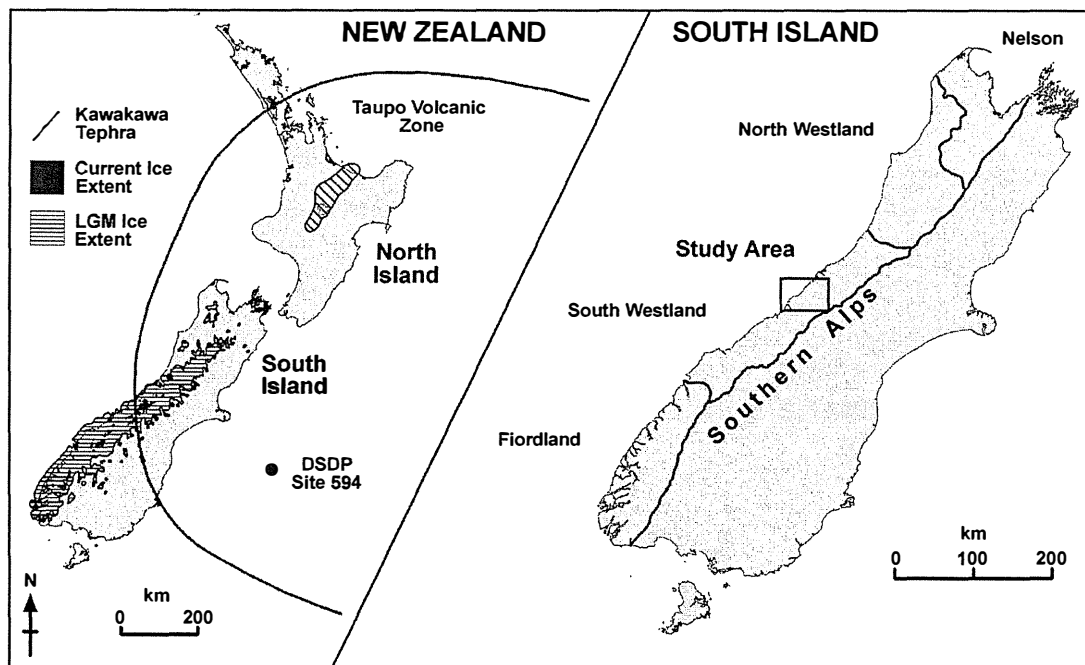 NEW ZEALAND
Kawakawa
Tephra
Current Ice
Extent
LGM Ice
Extent
Taupo Volcanic
Zone
North
Island
South
Island
DSDP
Site 594
N
km
0 200
SOUTH ISLAND
Nelson
North Westland
Study Area
South Westland
Southern Alps
Fiordland
km
0 100 200